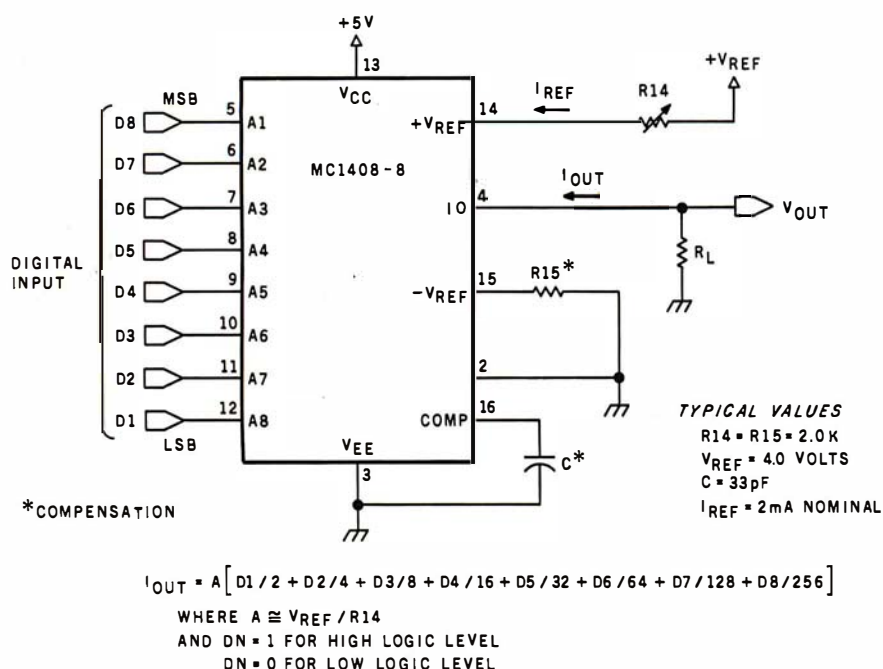 +5V
13
VCC
MSB
D8 5 A1
D7 6 A2
D6 7 A3
D5 8 A4
D4 9 A5
D3 10 A6
D2 11 A7
D1 12 A8
LSB
DIGITAL
INPUT
MC1408-8
+VREF 14
IREF
R14
+VREF
IO 4
IOUT
VOUT
RL
-VREF 15
R15*
2
COMP 16
C*
VEE
3
*COMPENSATION
TYPICAL VALUES
R14 = R15 = 2.0K
VREF = 4.0 VOLTS
C = 33pF
IREF = 2mA NOMINAL
IOUT = A[D1/2 + D2/4 + D3/8 + D4/16 + D5/32 + D6/64 + D7/128 + D8/256]
WHERE A ≅ VREF/R14
AND DN = 1 FOR HIGH LOGIC LEVEL
DN = 0 FOR LOW LOGIC LEVEL